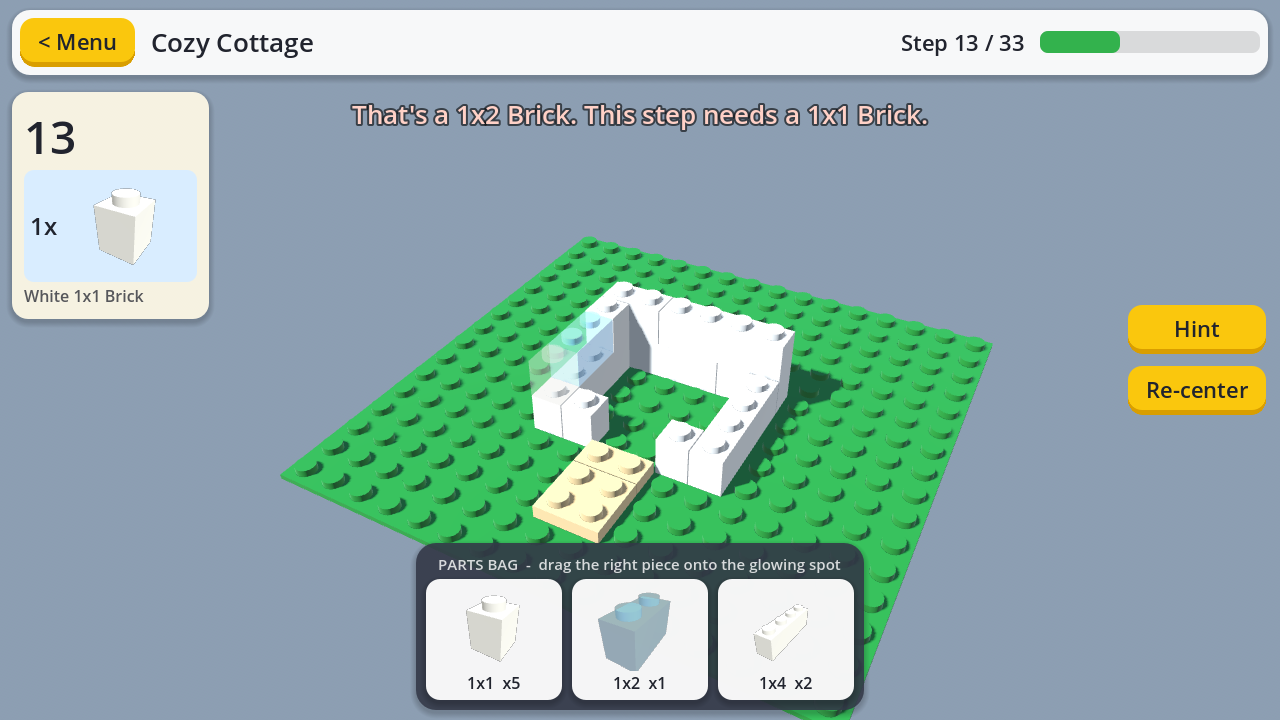 < Menu
Cozy Cottage
Step 13 / 33
That's a 1x2 Brick. This step needs a 1x1 Brick.
13
1x
White 1x1 Brick
Hint
Re-center
PARTS BAG - drag the right piece onto the glowing spot
1x1 x5
1x2 x1
1x4 x2